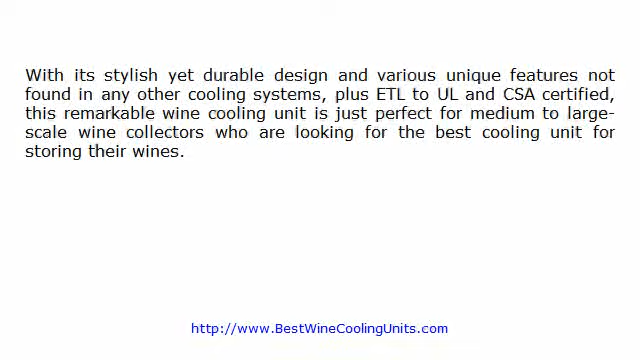 With its stylish yet durable design and various unique features not
found in any other cooling systems, plus ETL to UL and CSA certified,
this remarkable wine cooling unit is just perfect for medium to large-
scale wine collectors who are looking for the best cooling unit for
storing their wines.
http://www.BestWineCoolingUnits.com